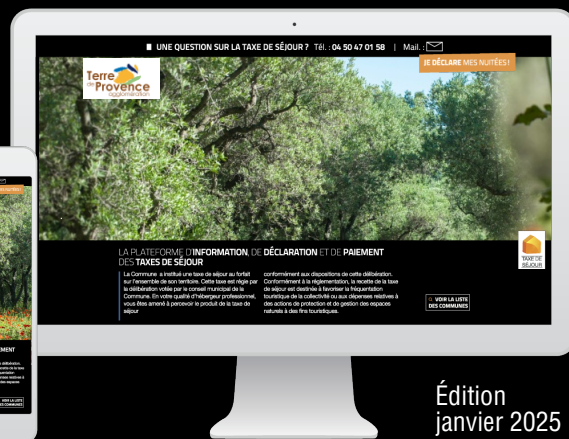 UNE QUESTION SUR LA TAXE DE SÉJOUR ? Tél. : 04 50 47 01 58 | Mail. :
JE DÉCLARE MES NUITÉES !
Terre
de Provence
agglomération
LA PLATEFORME D'INFORMATION, DE DÉCLARATION ET DE PAIEMENT
DES TAXES DE SÉJOUR
La Commune a institué une taxe de séjour au forfait
sur l'ensemble de son territoire. Cette taxe est régie par
la délibération votée par le conseil municipal de la
Commune. En votre qualité d'hébergeur professionnel,
vous êtes amené à percevoir le produit de la taxe de
séjour
conformément aux dispositions de cette délibération.
Conformément à la réglementation, la recette de la taxe
de séjour est destinée à favoriser la fréquentation
touristique de la collectivité ou aux dépenses relatives à
des actions de protection et de gestion des espaces
naturels à des fins touristiques.
TAXE DE
SÉJOUR
VOIR LA LISTE
DES COMMUNES
EMENT
VOIR LA LISTE
DES COMMUNES
Édition
janvier 2025